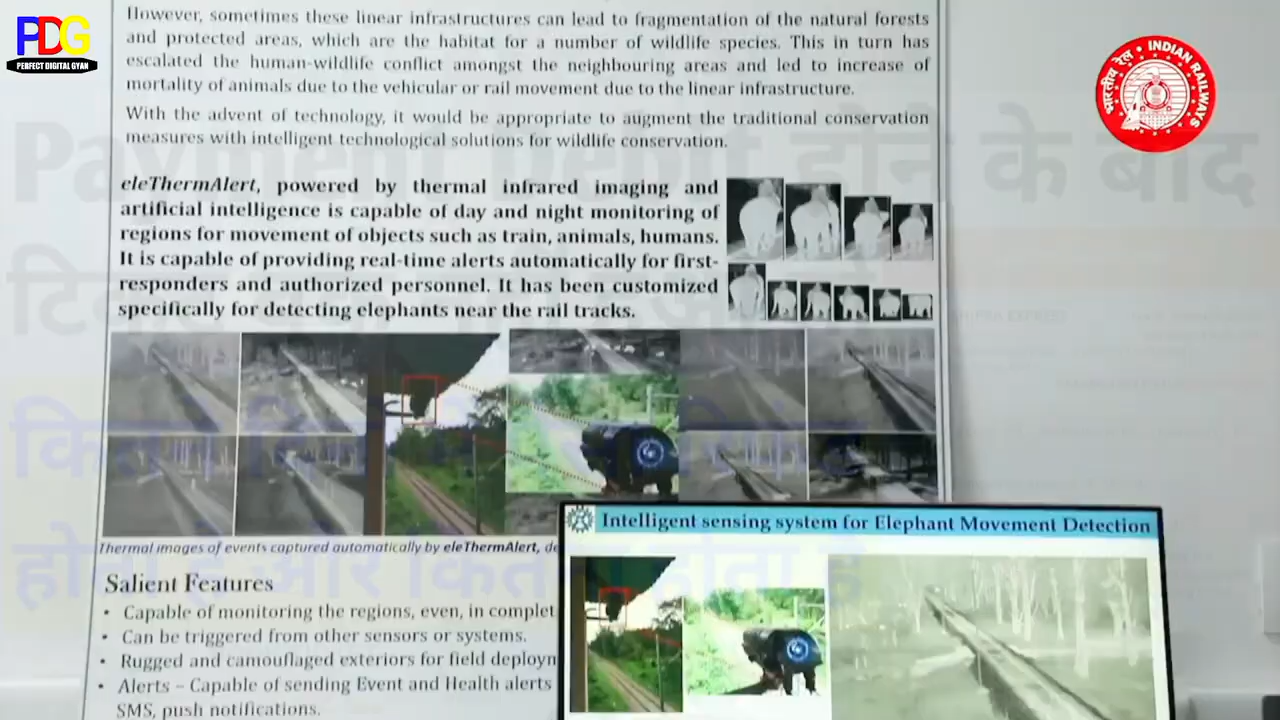 PDG
PERFECT DIGITAL GYAN
भारतीय रेल INDIAN RAILWAYS
However, sometimes these linear infrastructures can lead to fragmentation of the natural forests
and protected areas, which are the habitat or a number of wildlife species. This in turn has
escalated the human-wildlife conflict amongst the neighbouring areas and led to increase of
mortality of animals due to the vehicular or rail movement due to the linear infrastructure.
With the advent of technology, it would be appropriate to augment the traditional conservation
measures with intelligent technological solutions for wildlife conservation.
eleThermAlert, powered by thermal infrared imaging and
artificial intelligence is capable of day and night monitoring of
regions for movement of objects such as train, animals, humans.
It is capable of providing real-time alerts automatically for first-
responders and authorized personnel. It has been customized
specifically for detecting elephants near the rail tracks.
Thermal images of events captured automatically by eleThermAlert, de
Salient Features
• Capable of monitoring the regions, even, in complet
• Can be triggered from other sensors or systems.
• Rugged and camouflaged exteriors for field deployn
• Alerts – Capable of sending Event and Health alerts
SMS, push notifications.
Intelligent sensing system for Elephant Movement Detection
Payment Debit होने के बाद
होता है और कितना होता है